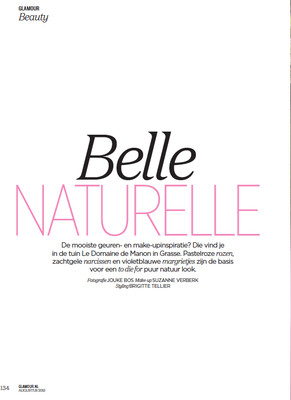 GLAMOUR
Beauty
Belle
NATURELLE
De mooiste geuren- en make-upinspiratie? Die vind je
in de tuin Le Domaine de Manon in Grasse. Pastelroze rozen,
zachtgele narcissen en violetblauwe margrietjes zijn de basis
voor een to die for puur natuur look.
Fotografie JOUKE BOS Make-up SUZANNE VERBERK
Styling BRIGITTE TELLIER
134
GLAMOUR.NL